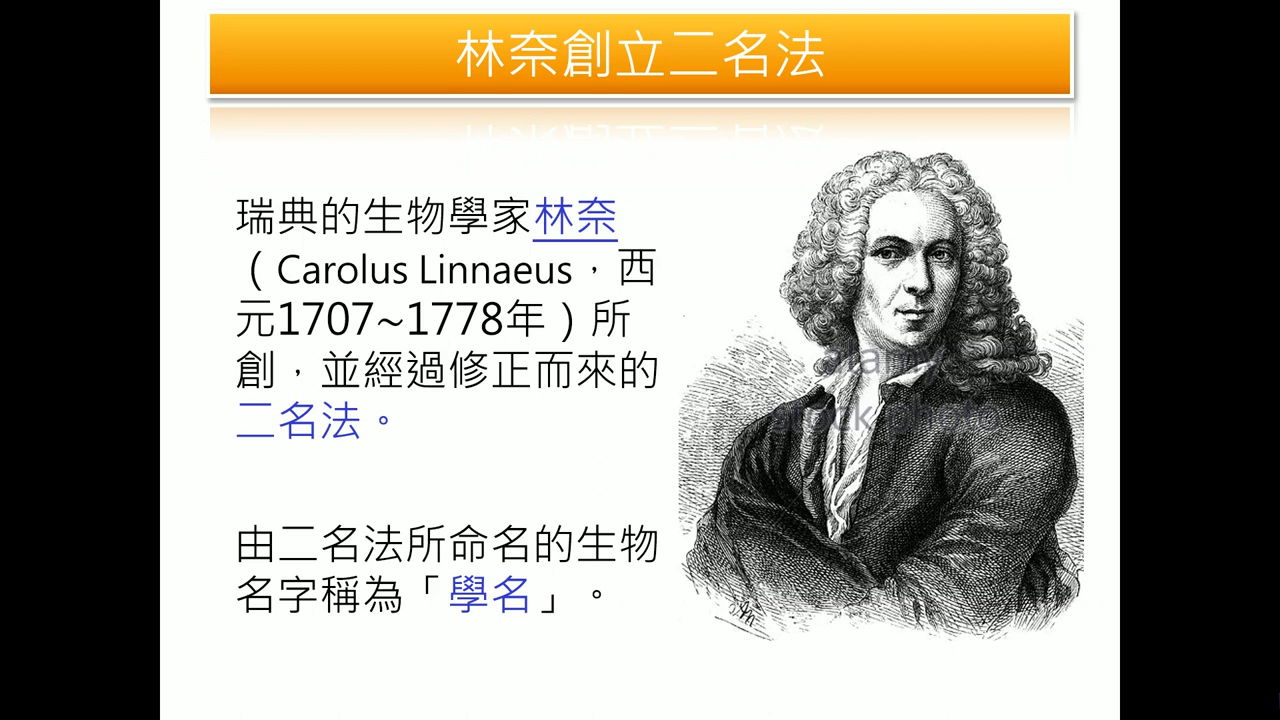 林奈創立二名法
瑞典的生物學家林奈
（Carolus Linnaeus，西
元1707~1778年）所
創，並經過修正而來的
二名法。
由二名法所命名的生物
名字稱為「學名」。
alamy
stock photo